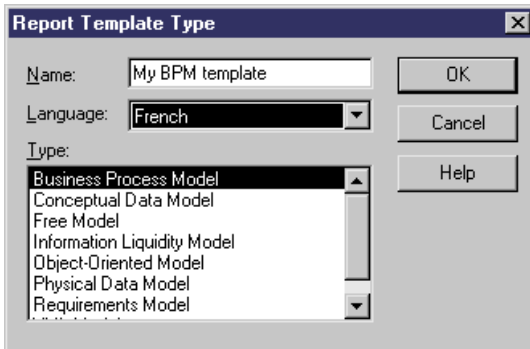 Report Template Type
Name: My BPM template
OK
Language: French
Cancel
Type:
Help
Business Process Model
Conceptual Data Model
Free Model
Information Liquidity Model
Object-Oriented Model
Physical Data Model
Requirements Model